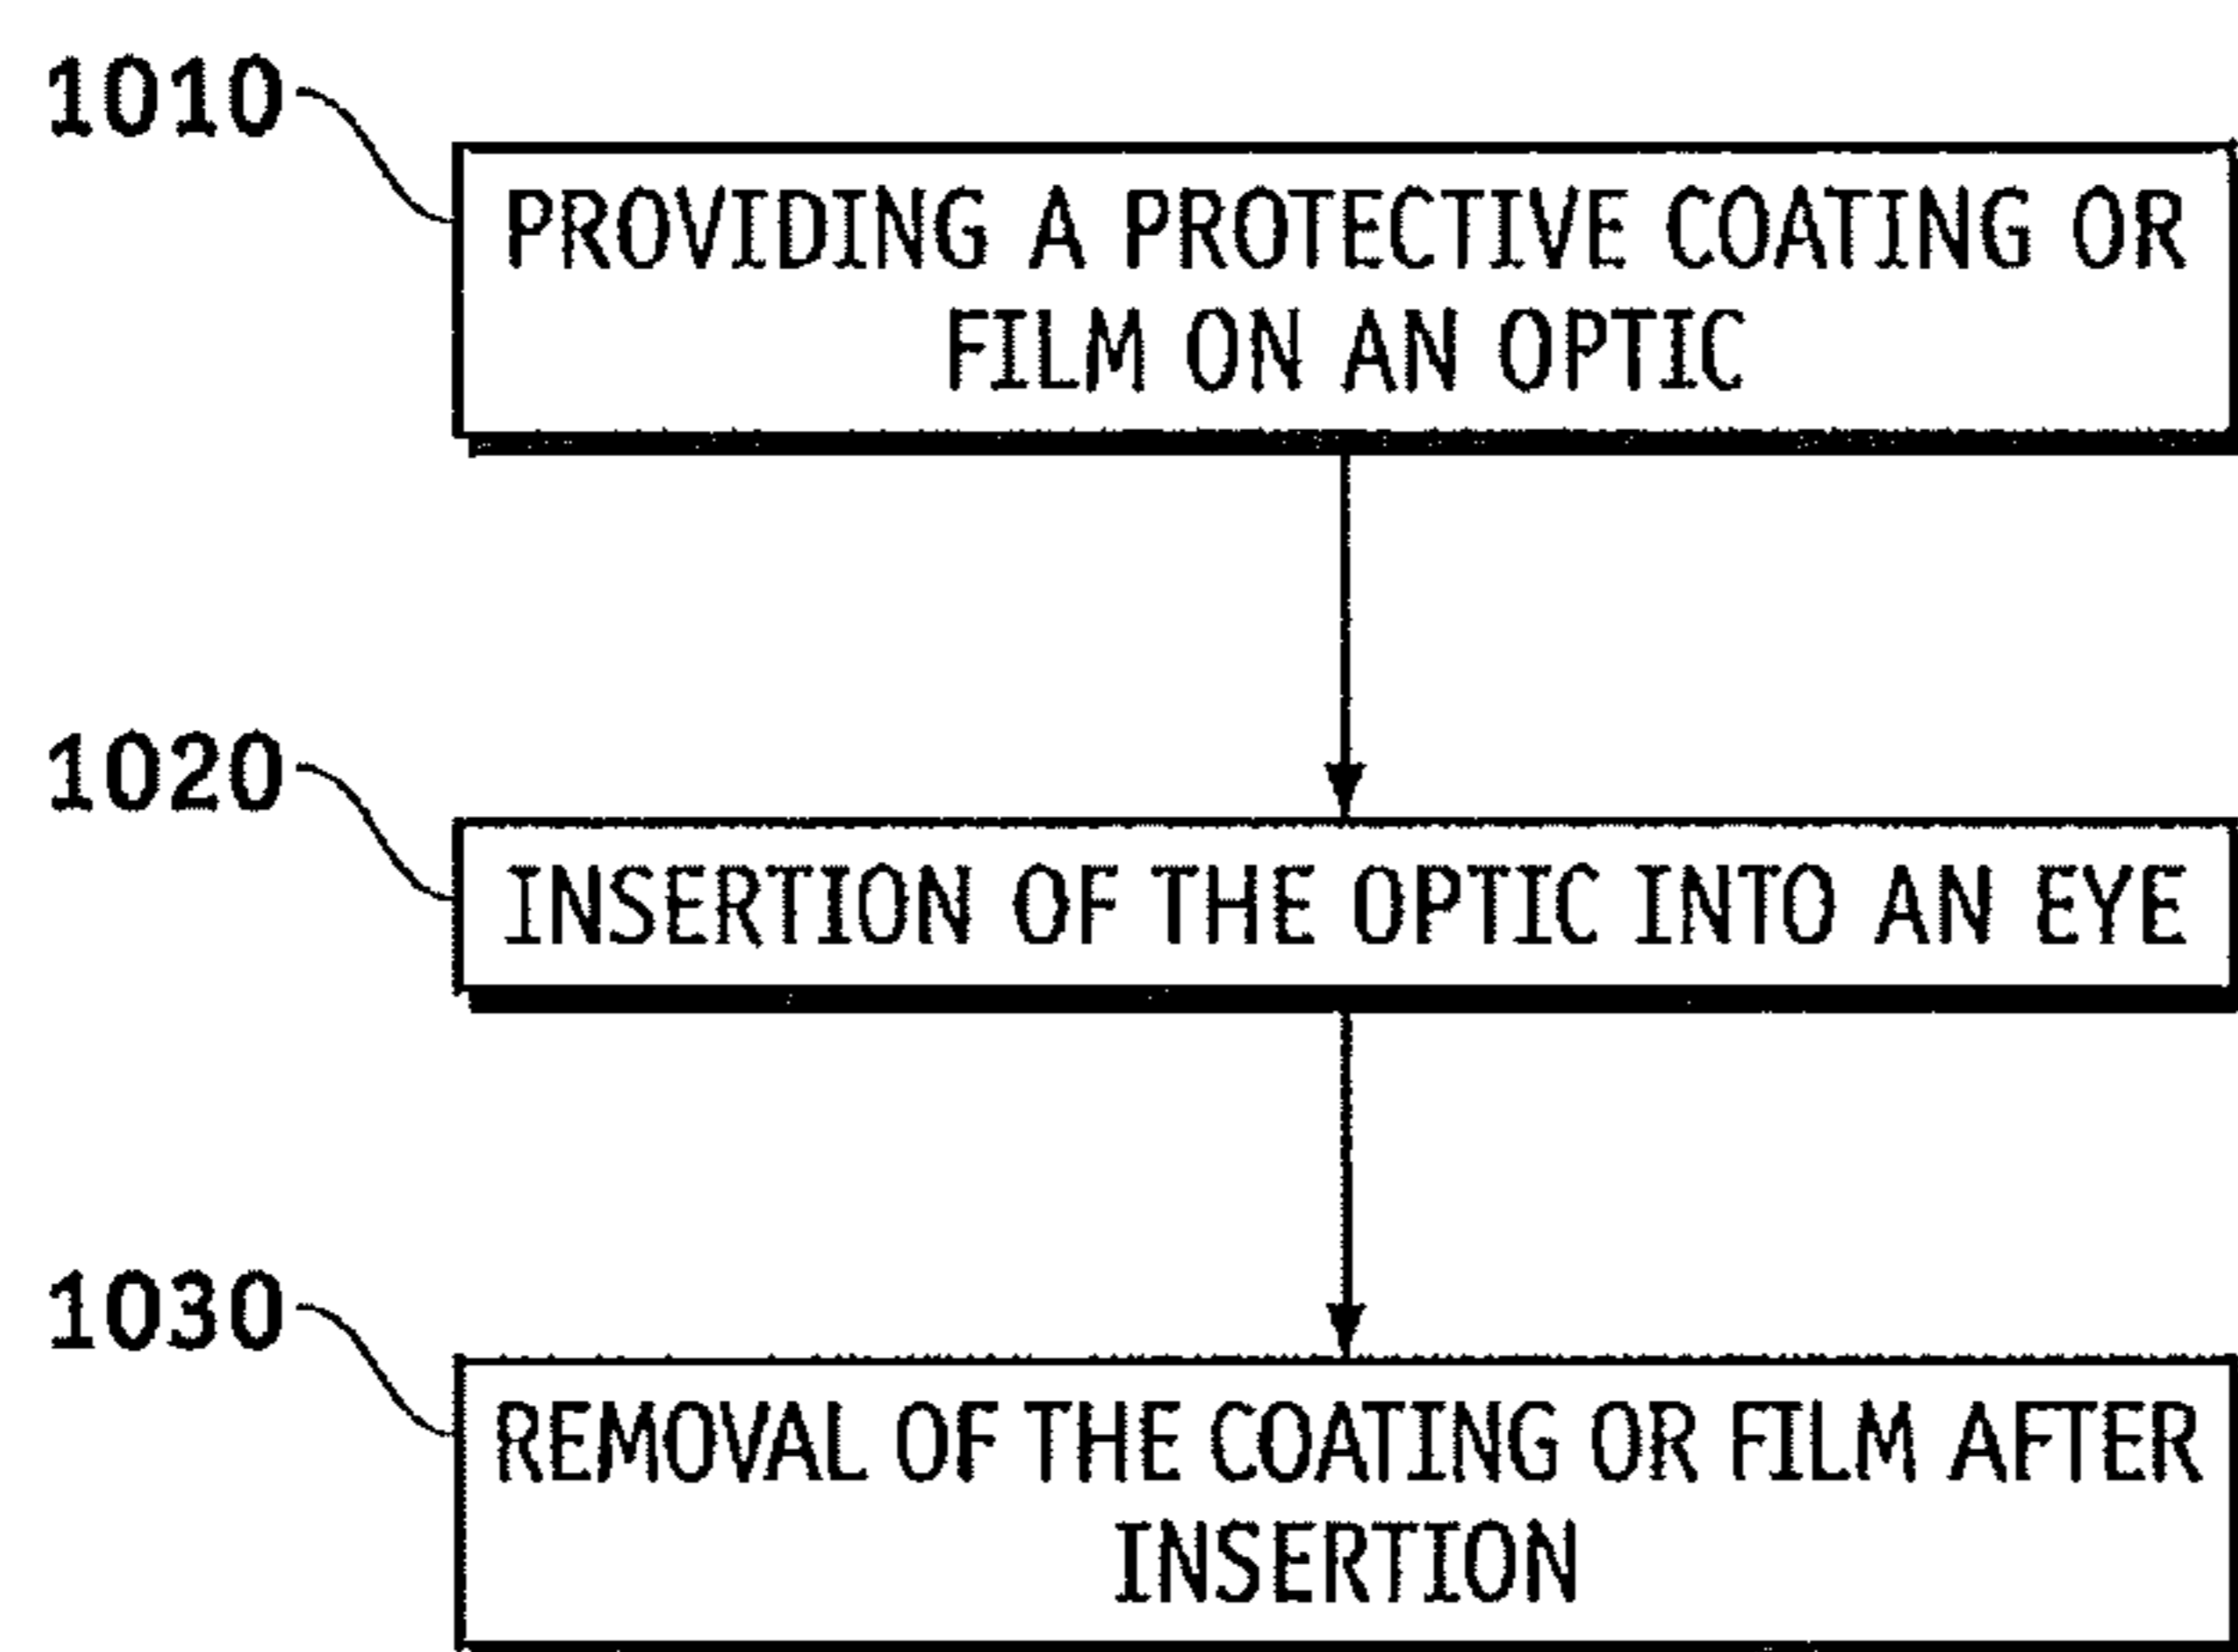 1010
PROVIDING A PROTECTIVE COATING OR
FILM ON AN OPTIC
1020
INSERTION OF THE OPTIC INTO AN EYE
1030
REMOVAL OF THE COATING OR FILM AFTER
INSERTION